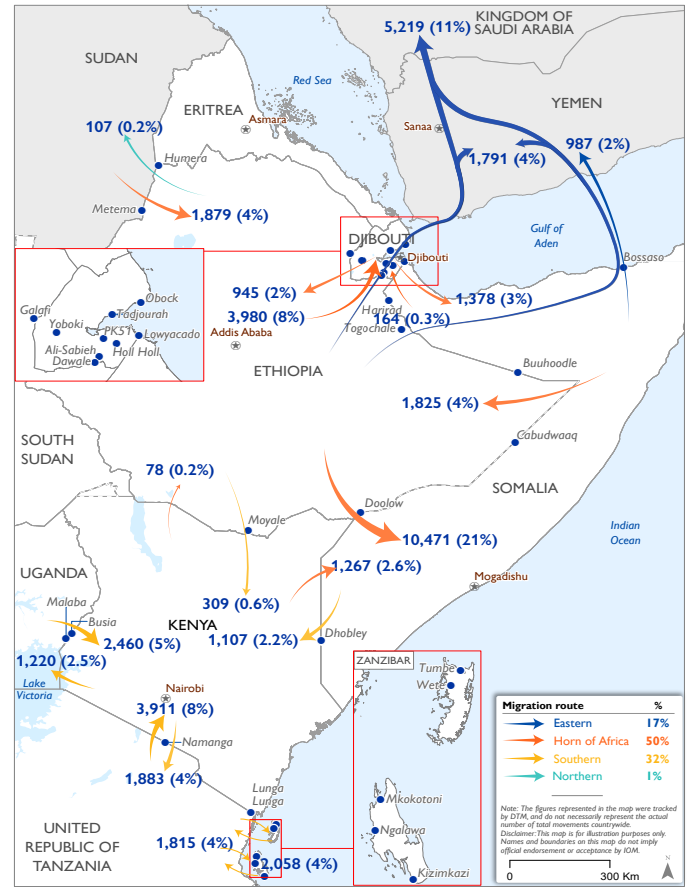 KINGDOM OF
SAUDI ARABIA
5,219 (11%)
SUDAN
Red Sea
ERITREA
Asmara
YEMEN
Sanaa
107 (0.2%)
Humera
1,791 (4%)
987 (2%)
Metema
1,879 (4%)
DJIBOUTI
Djibouti
Gulf of
Aden
Bossaso
945 (2%)
1,378 (3%)
3,980 (8%)
Harirad
164 (0.3%)
Togochale
Addis Ababa
Obock
Galafi
Tadjourah
Yoboki
PK51
Lowyacado
Ali-Sabieh
Holl Holl
Dawale
ETHIOPIA
Buuhoodle
1,825 (4%)
SOUTH
SUDAN
Cabudwaaq
78 (0.2%)
SOMALIA
Doolow
Moyale
Indian
Ocean
10,471 (21%)
UGANDA
1,267 (2.6%)
Mogadishu
Malaba
309 (0.6%)
Busia
KENYA
2,460 (5%)
1,107 (2.2%)
Dhobley
1,220 (2.5%)
ZANZIBAR
Tumbe
Wete
Lake
Victoria
Nairobi
3,911 (8%)
Namanga
1,883 (4%)
Lunga
Lunga
Mkokotoni
Ngalawa
Kizimkazi
UNITED
REPUBLIC OF
TANZANIA
1,815 (4%)
2,058 (4%)
Migration route %
Eastern 17%
Horn of Africa 50%
Southern 32%
Northern 1%
Note: The figures represented in the map were tracked
by DTM, and do not necessarily represent the actual
number of total movements countrywide.
Disclaimer:This map is for illustration purposes only.
Names and boundaries on this map do not imply
official endorsement or acceptance by IOM.
0 300 Km
N